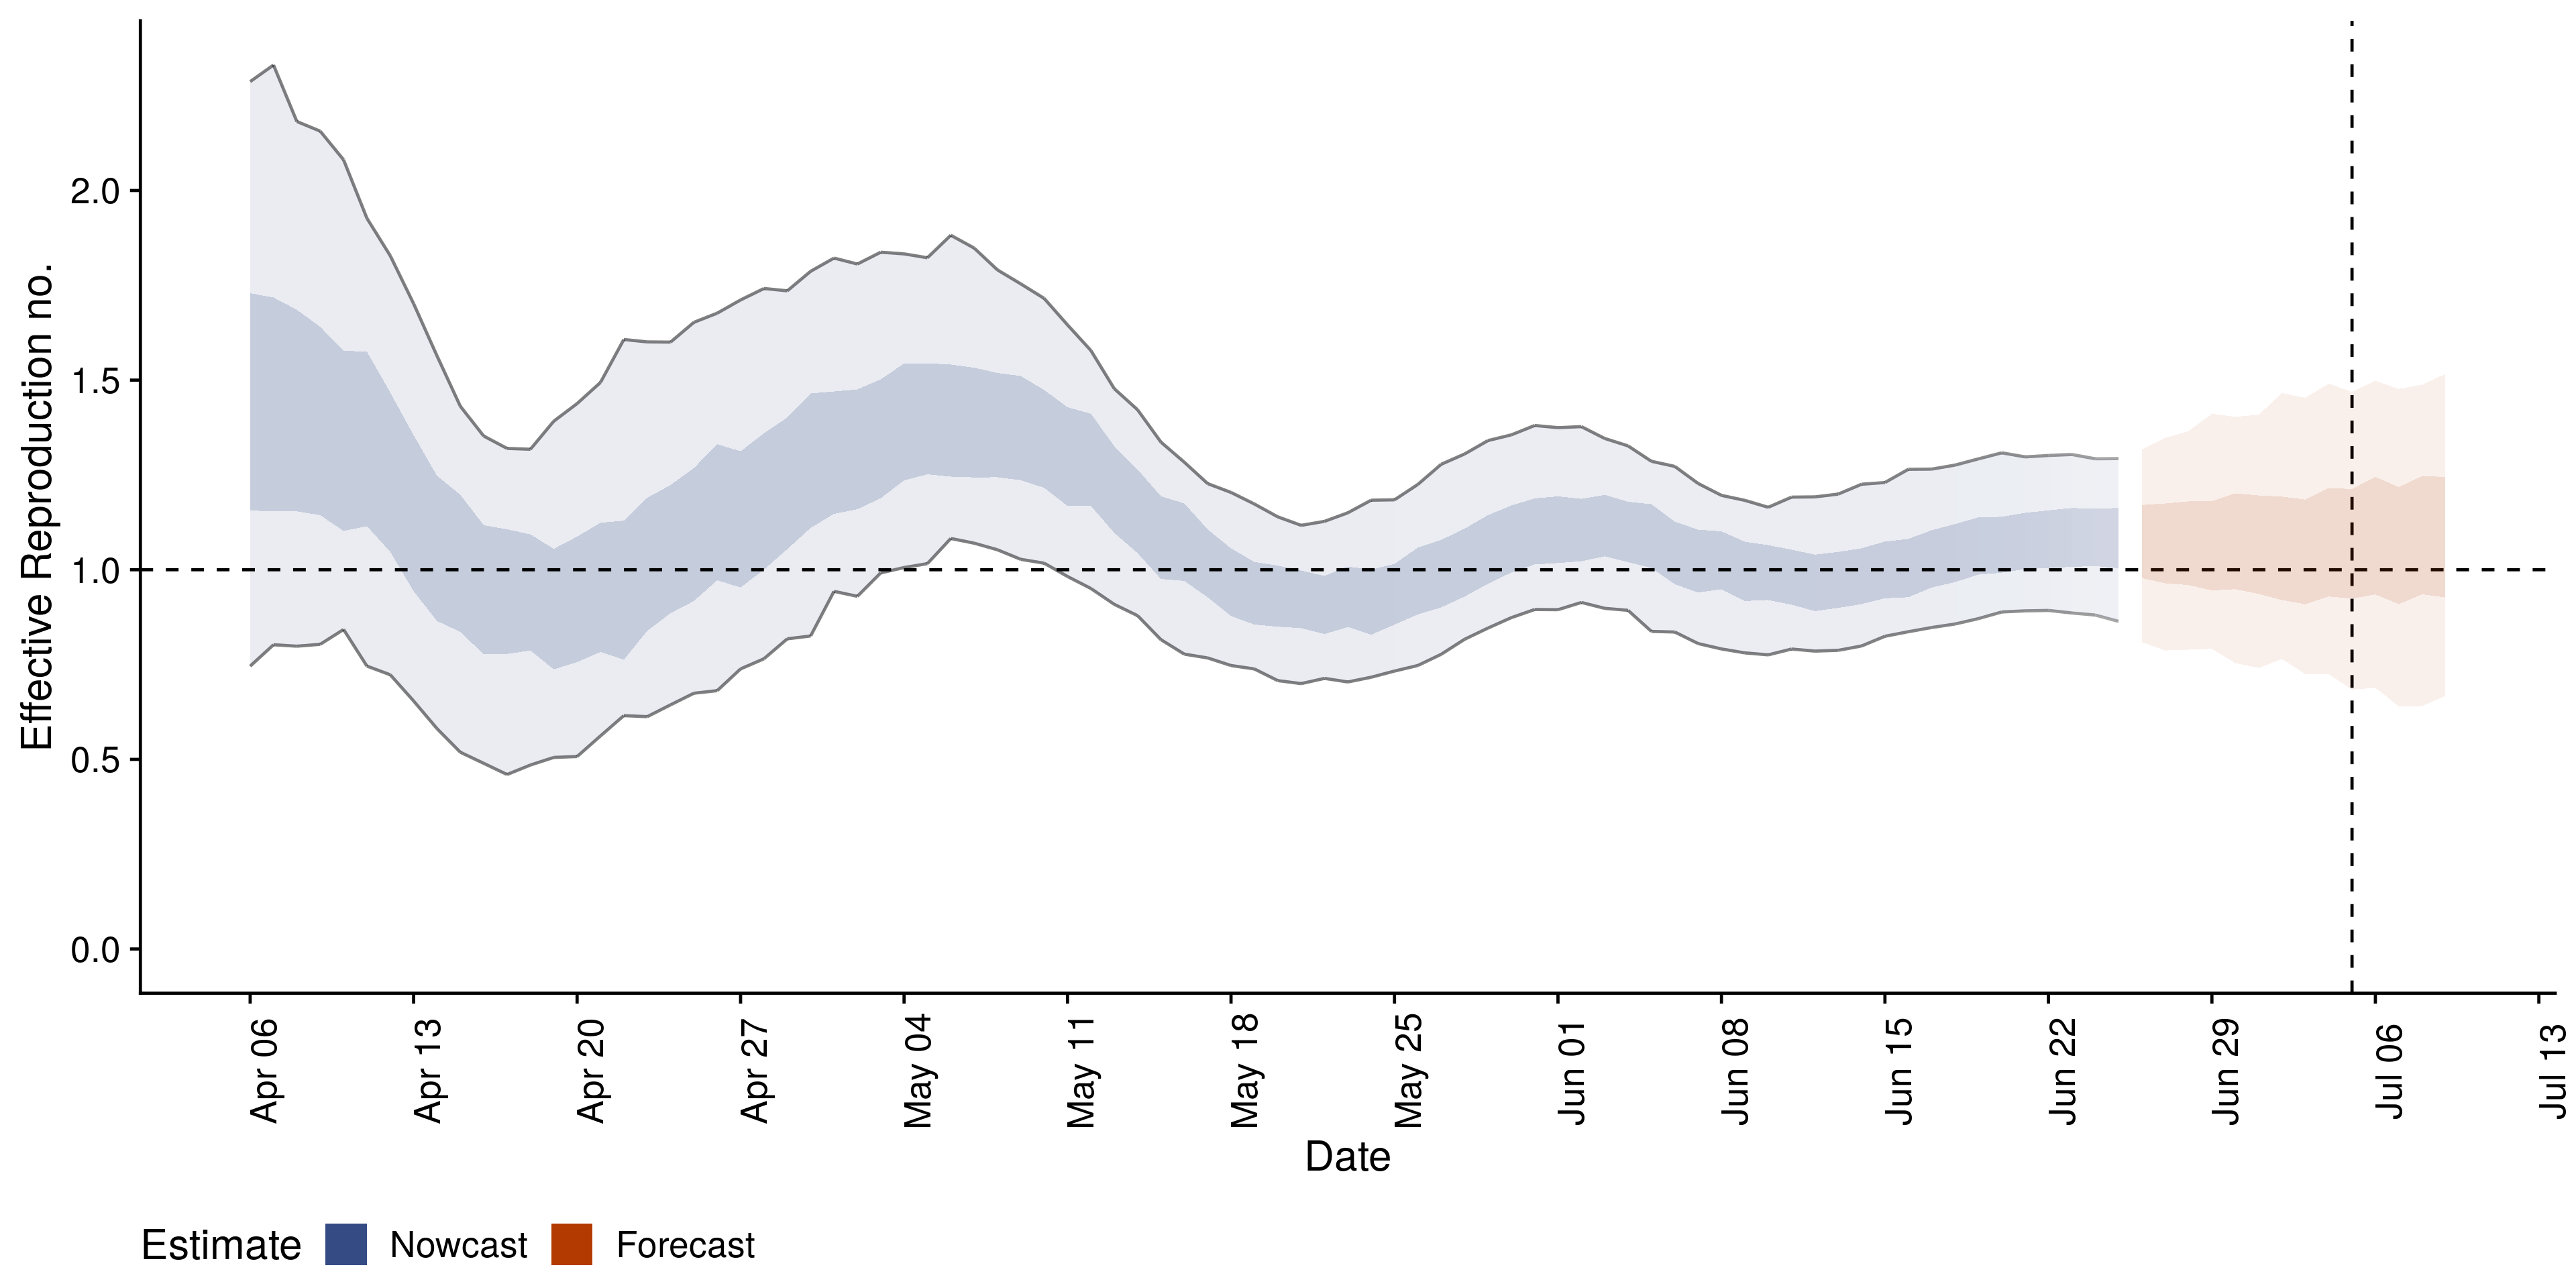 Effective Reproduction no.
2.0
1.5
1.0
0.5
0.0
Apr 06
Apr 13
Apr 20
Apr 27
May 04
May 11
May 18
May 25
Jun 01
Jun 08
Jun 15
Jun 22
Jun 29
Jul 06
Jul 13
Date
Estimate Nowcast Forecast